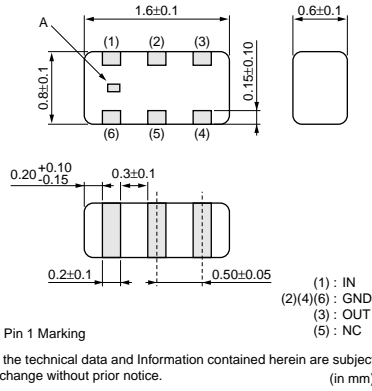 1.6±0.1
0.6±0.1
A
(1) (2) (3)
0.8±0.1
0.15±0.10
(6) (5) (4)
0.20 +0.10 -0.15
0.3±0.1
0.2±0.1
0.50±0.05
(1) : IN
(2)(4)(6) : GND
(3) : OUT
(5) : NC
Pin 1 Marking
the technical data and Information contained herein are subject
change without prior notice.
(in mm)